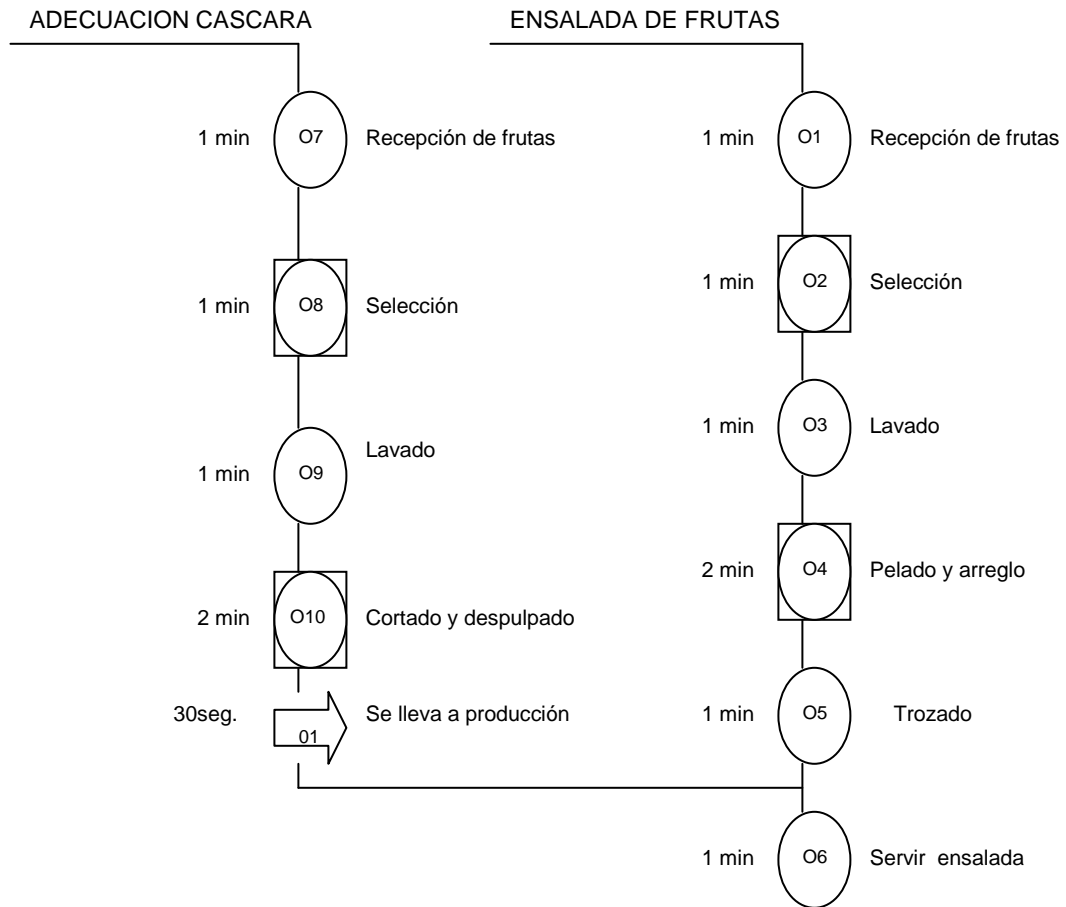 ADECUACION CASCARA
1 min O7 Recepción de frutas
1 min O8 Selección
Lavado
1 min O9
2 min O10 Cortado y despulpado
30seg. 01 Se lleva a producción
ENSALADA DE FRUTAS
1 min O1 Recepción de frutas
1 min O2 Selección
1 min O3 Lavado
2 min O4 Pelado y arreglo
1 min O5 Trozado
1 min O6 Servir ensalada